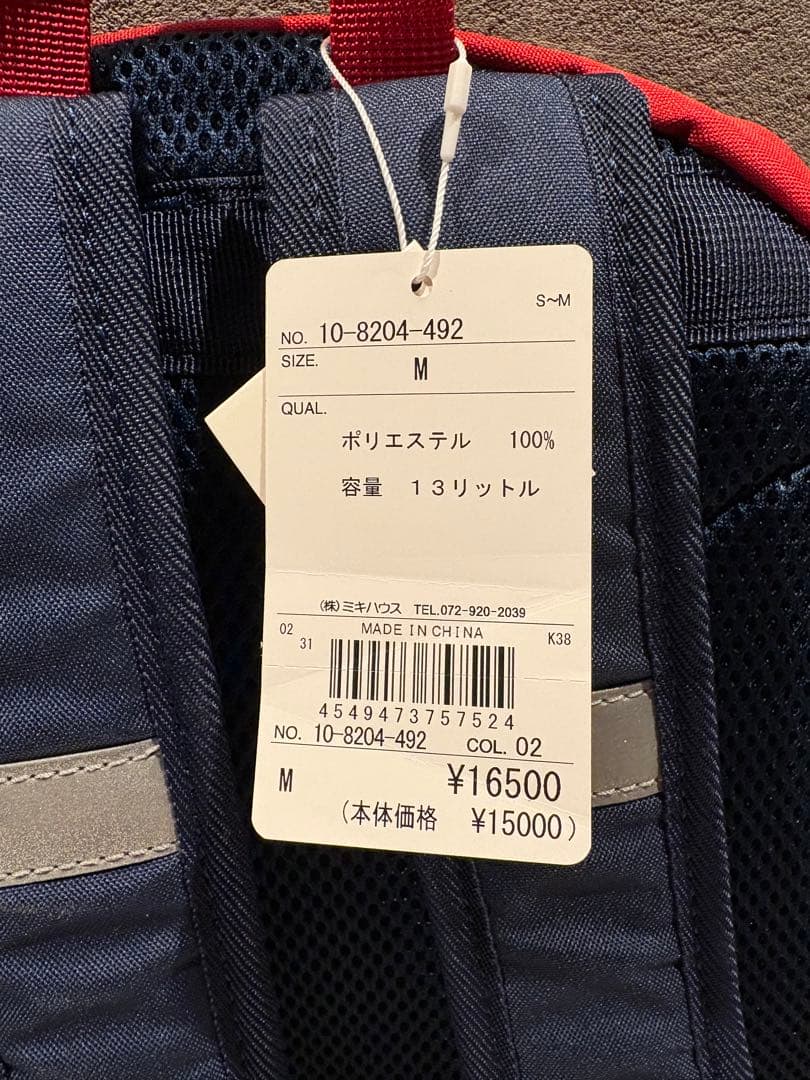 S~M
NO. 10-8204-492
SIZE. M
QUAL.
ポリエステル 100%
容量 13リットル
(株)ミキハウス TEL.072-920-2039
02 MADE IN CHINA K38
31
4549473757524
NO. 10-8204-492 COL. 02
M ¥16500
(本体価格 ¥15000)